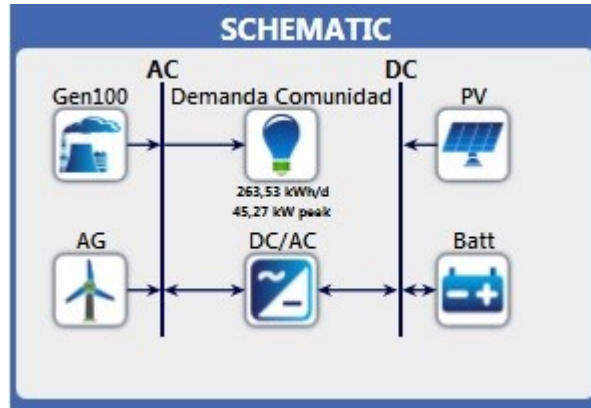 SCHEMATIC
AC DC
Gen100 Demanda Comunidad PV
263,53 kWh/d
45,27 kW peak
AG DC/AC Batt